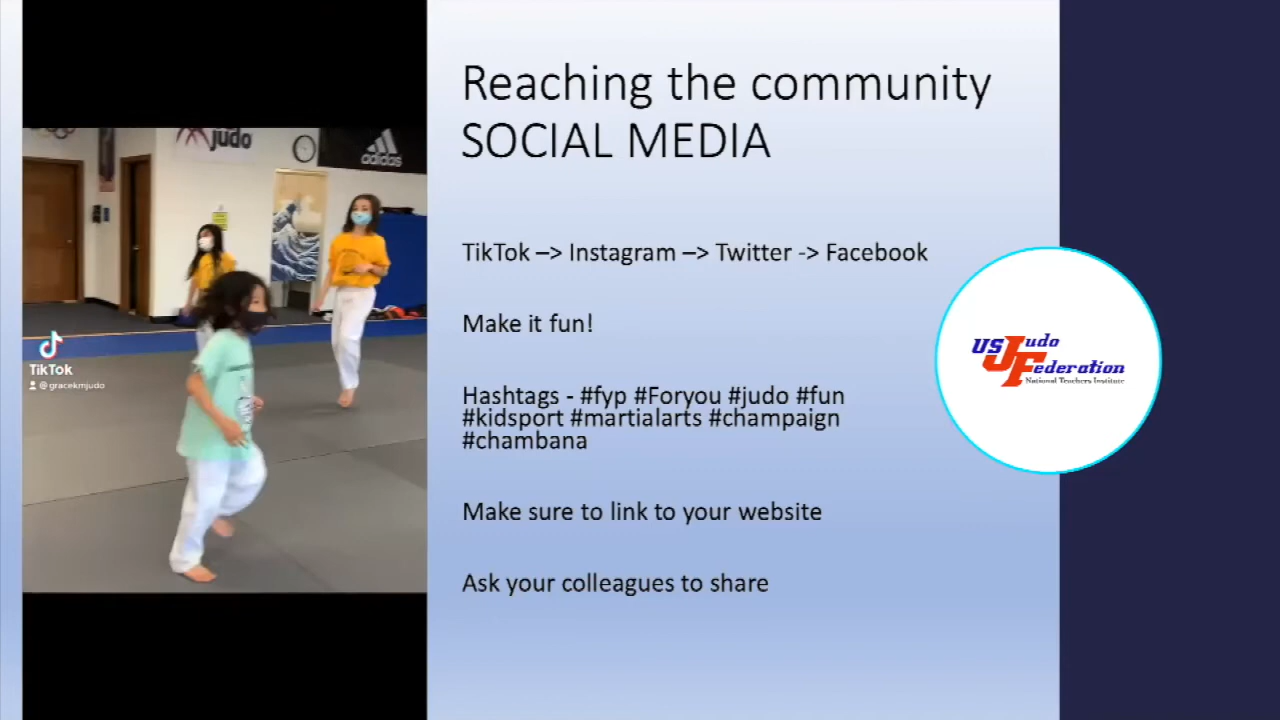 Reaching the community
SOCIAL MEDIA
TikTok –> Instagram –> Twitter -> Facebook
Make it fun!
Hashtags - #fyp #Foryou #judo #fun
#kidsport #martialarts #champaign
#chambana
Make sure to link to your website
Ask your colleagues to share
judo
adidas
TikTok
@gracekmjudo
US Judo
Federation
National Teachers Institute